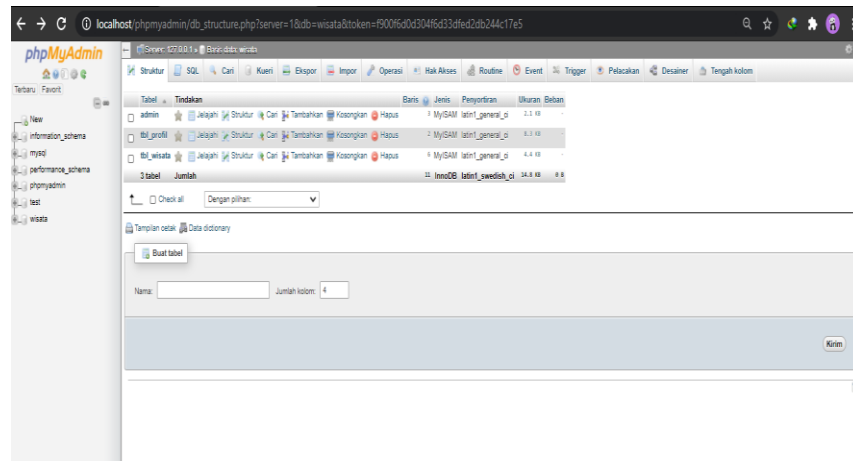 localhost/phpmyadmin/db_structure.php?server=1&db=wisata&token=f900f6d0d304f6d33dfed2db244c17e5
phpMyAdmin
Terbaru Favorit
New
information_schema
mysql
performance_schema
phpmyadmin
test
wisata
Server: 127.0.0.1 » Basis data: wisata
Struktur SQL Cari Kueri Ekspor Impor Operasi Hak Akses Routine Event Trigger Pelacakan Desainer Tengah kolom
Tabel Tindakan Baris Jenis Penyortiran Ukuran Beban
admin Jelajahi Struktur Cari Tambahkan Kosongkan Hapus MyISAM latin1_general_ci
tbl_profil Jelajahi Struktur Cari Tambahkan Kosongkan Hapus MyISAM latin1_general_ci
tbl_wisata Jelajahi Struktur Cari Tambahkan Kosongkan Hapus MyISAM latin1_general_ci
3 tabel Jumlah 11 InnoDB latin1_swedish_ci 0 B
Check all Dengan pilihan:
Tampilan cetak Data dictionary
Buat tabel
Nama: Jumlah kolom: 4
Kirim